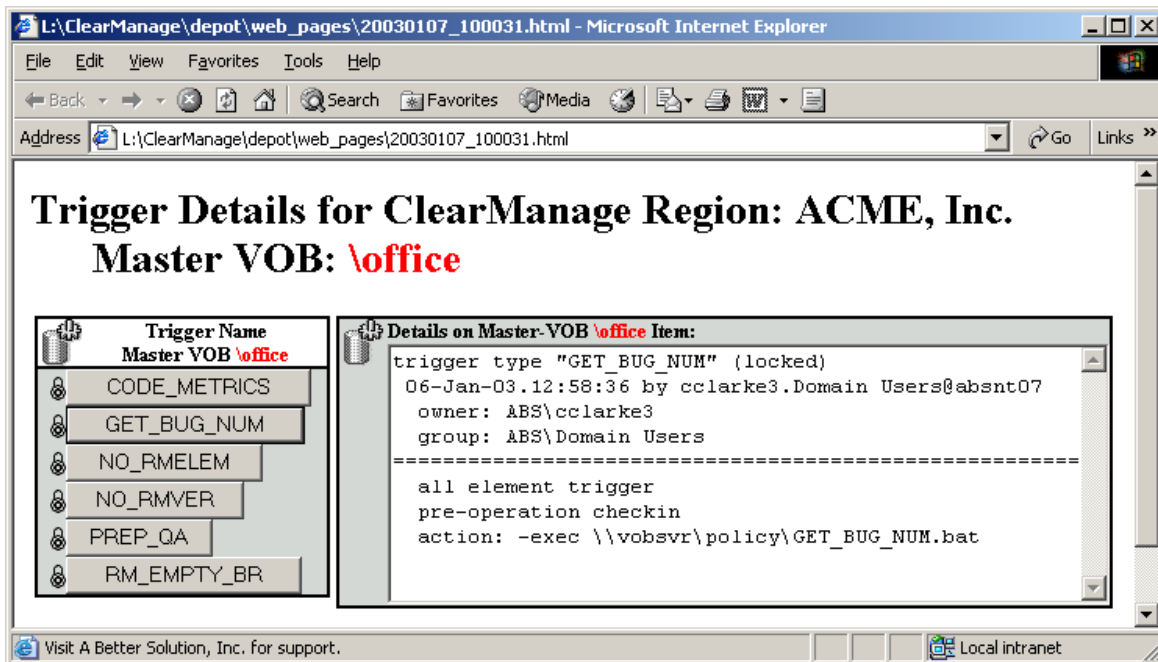 L:\ClearManage\depot\web_pages\20030107_100031.html - Microsoft Internet Explorer
File Edit View Favorites Tools Help
Back Search Favorites Media
Address L:\ClearManage\depot\web_pages\20030107_100031.html Go Links »
Trigger Details for ClearManage Region: ACME, Inc.
Master VOB: \office
Trigger Name
Master VOB \office
CODE_METRICS
GET_BUG_NUM
NO_RMELEM
NO_RMVER
PREP_QA
RM_EMPTY_BR
Details on Master-VOB \office Item:
trigger type "GET_BUG_NUM" (locked)
06-Jan-03.12:58:36 by cclarke3.Domain Users@absnt07
owner: ABS\cclarke3
group: ABS\Domain Users
========================================================
all element trigger
pre-operation checkin
action: -exec \\vobsvr\policy\GET_BUG_NUM.bat
Visit A Better Solution, Inc. for support. Local intranet